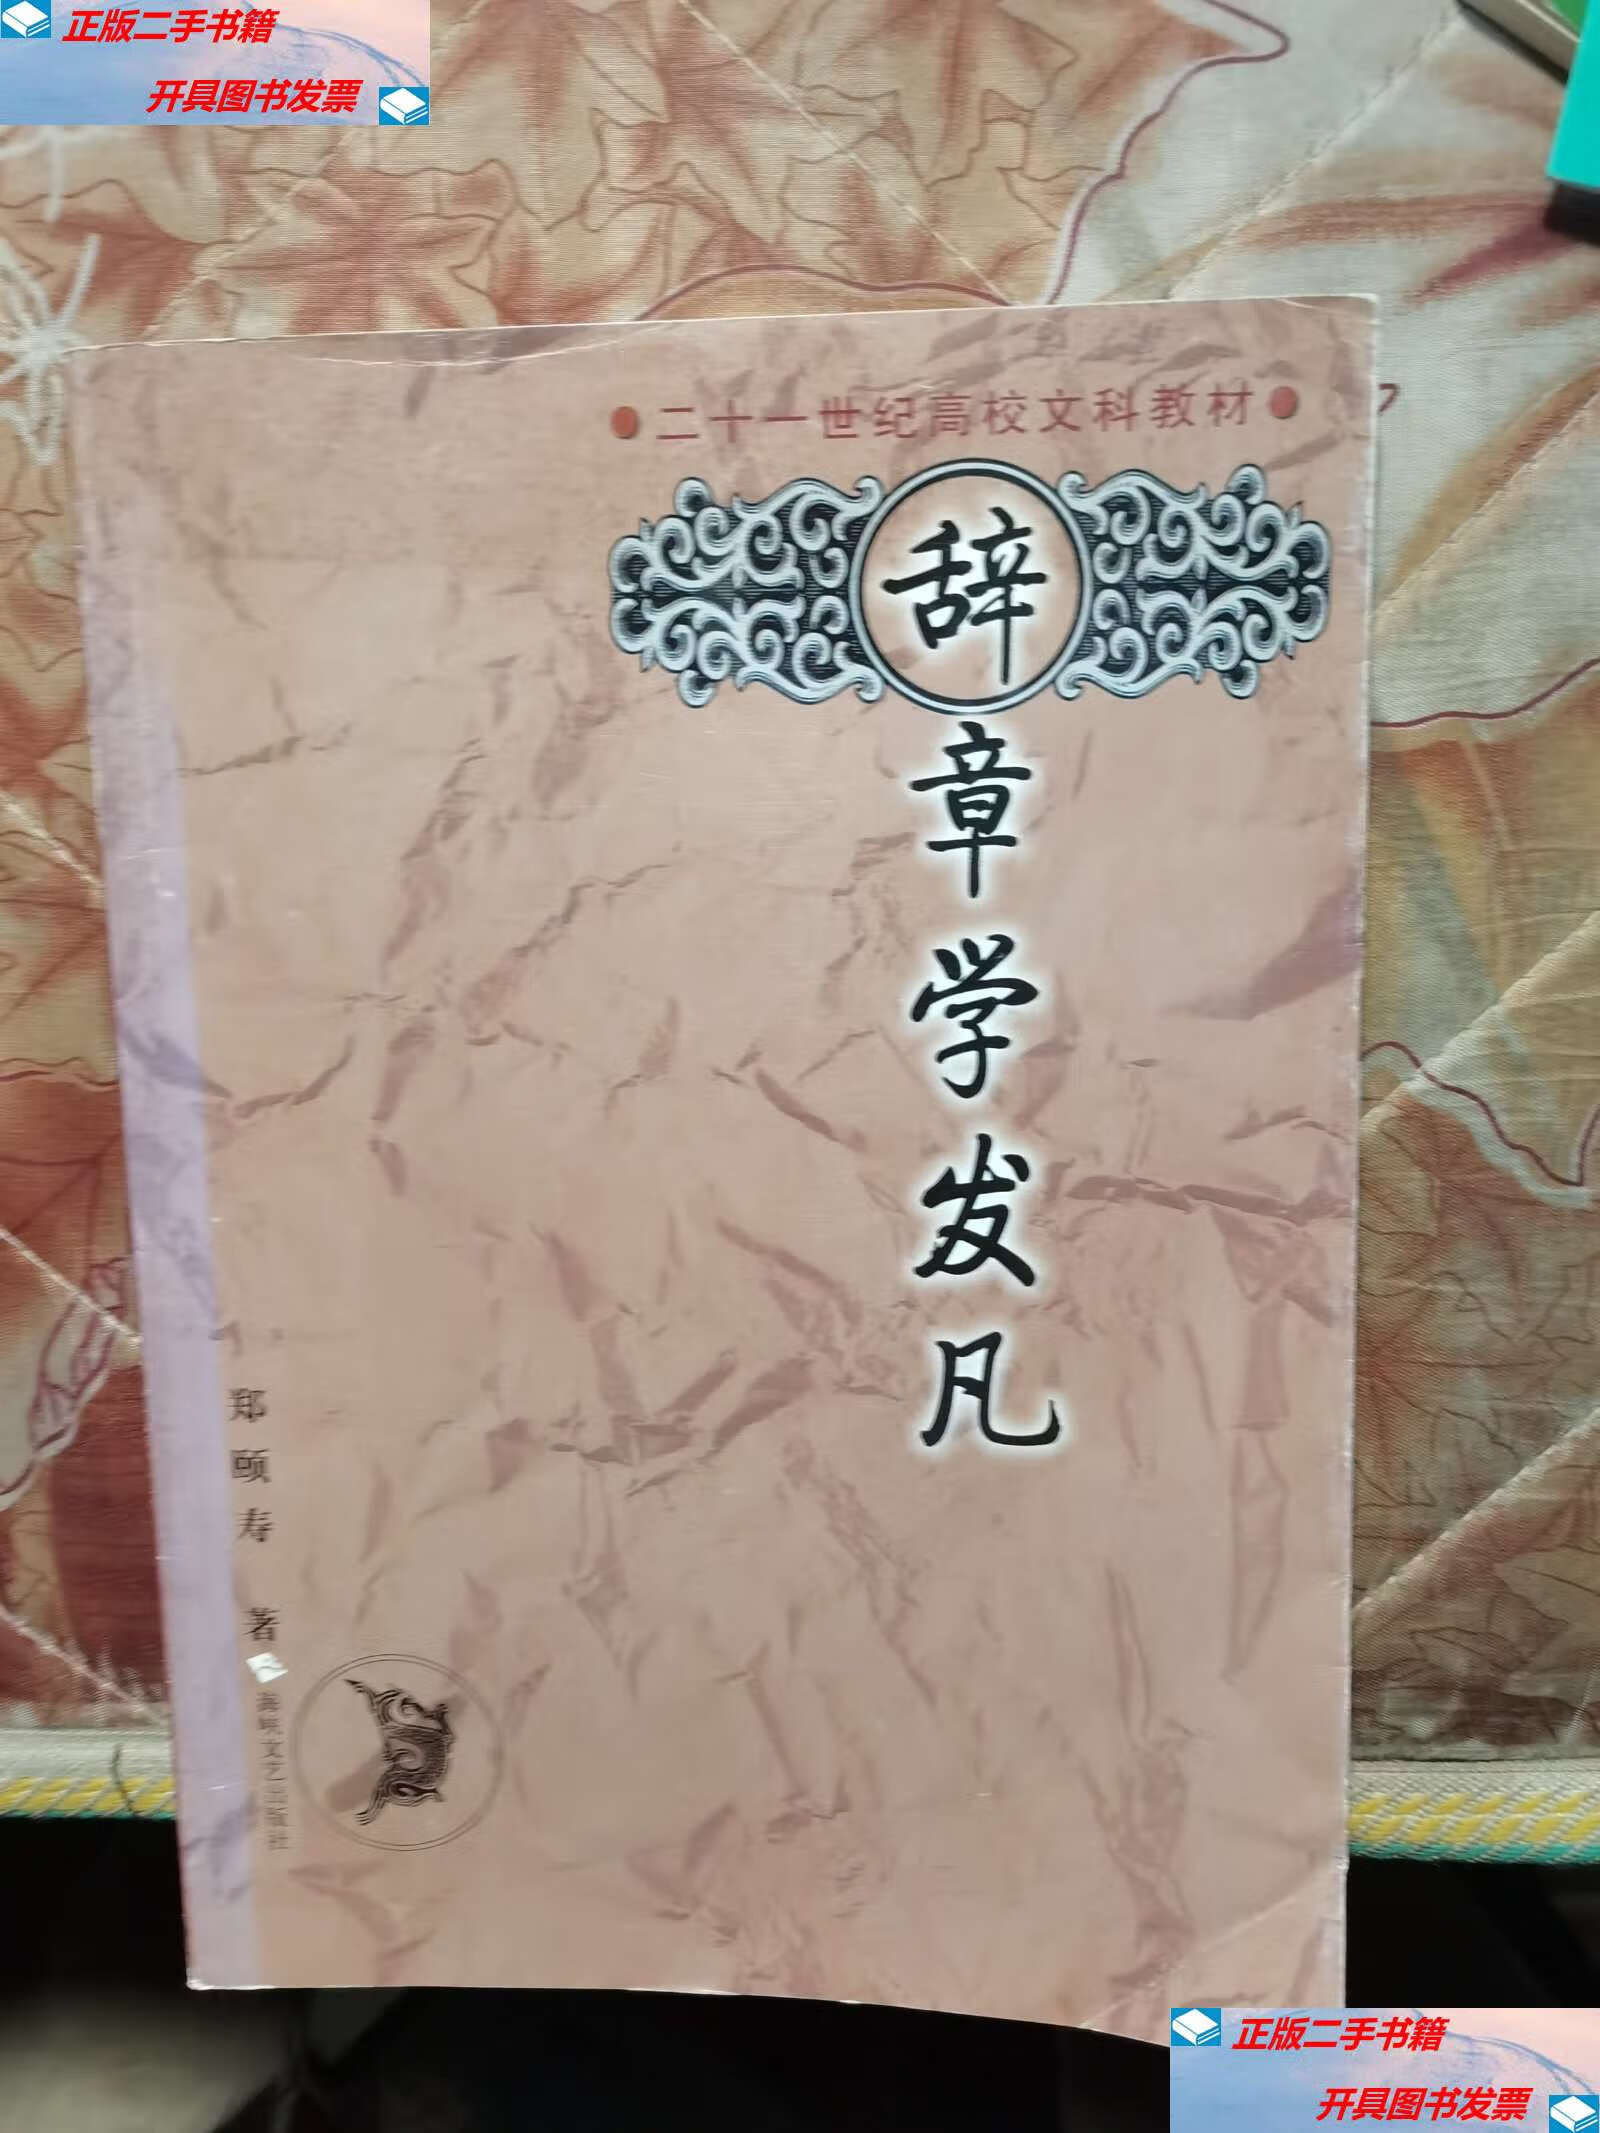 正版二手书籍
开具图书发票
二十一世纪高校文科教材
辞章学发凡
郑颐寿 著
海峡文艺出版社
正版二手书籍
开具图书发票